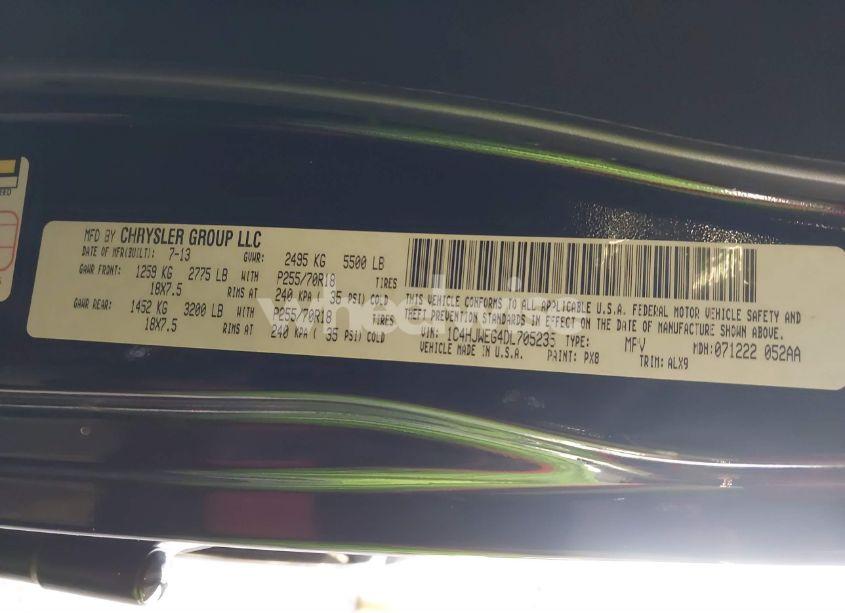 MFD BY CHRYSLER GROUP LLC
DATE OF MFR(BUILT): 7-13 GVWR: 2495 KG 5500 LB
GAWR FRONT: 1259 KG 2775 LB WITH P255/70R18 TIRES
18X7.5 RIMS AT 240 KPA ( 35 PSI) COLD
GAWR REAR: 1452 KG 3200 LB WITH P255/70R18 TIRES
18X7.5 RIMS AT 240 KPA ( 35 PSI) COLD
THIS VEHICLE CONFORMS TO ALL APPLICABLE U.S.A. FEDERAL MOTOR VEHICLE SAFETY AND
THEFT PREVENTION STANDARDS IN EFFECT ON THE DATE OF MANUFACTURE SHOWN ABOVE.
VIN: 1C4HJWEG4DL705235 TYPE: MPV MDH: 071222 052AA
VEHICLE MADE IN U.S.A. PAINT: PX8 TRIM: ALX9